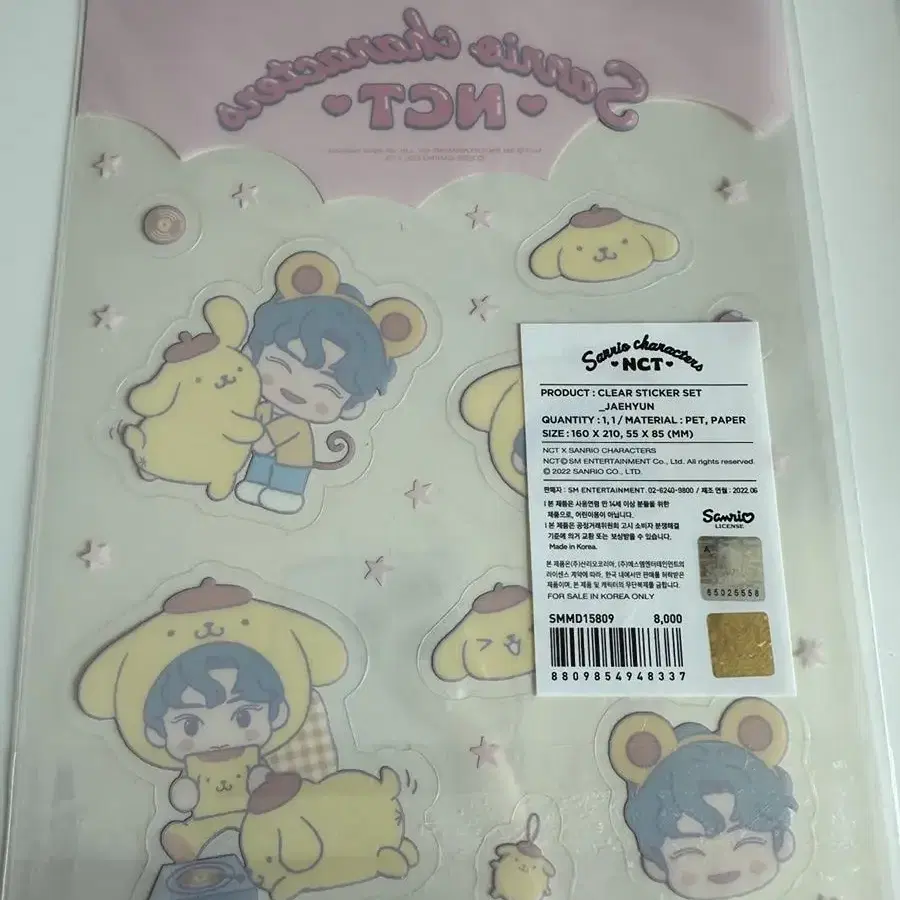 Sanrio characters
NCT
Sanrio characters
NCT
PRODUCT : CLEAR STICKER SET
_JAEHYUN
QUANTITY : 1,1 / MATERIAL : PET, PAPER
SIZE : 160 X 210, 55 X 85 (MM)
NCT X SANRIO CHARACTERS
NCT © SM ENTERTAINMENT Co., Ltd. All rights reserved.
© 2022 SANRIO CO., LTD.
판매자 : SM ENTERTAINMENT. 02-6240-9800 / 제조 연월 : 2022.06
본 제품은 사용연령 만 14세 이상 분들을 위한
제품으로, 어린이용이 아닙니다.
본 제품은 공정거래위원회 고시 소비자 분쟁해결
기준에 의거 교환 또는 보상받을 수 있습니다.
Made in Korea.
Sanrio
LICENSE
본 제품은(주)산리오코리아, (주)에스엠엔터테인먼트의
라이센스 계약에 따라, 한국 내에서만 판매를 허락받은
제품이며, 본 제품 및 캐릭터의 무단복제를 금합니다.
FOR SALE IN KOREA ONLY
A
65025558
SMMD15809 8,000
8809854948337